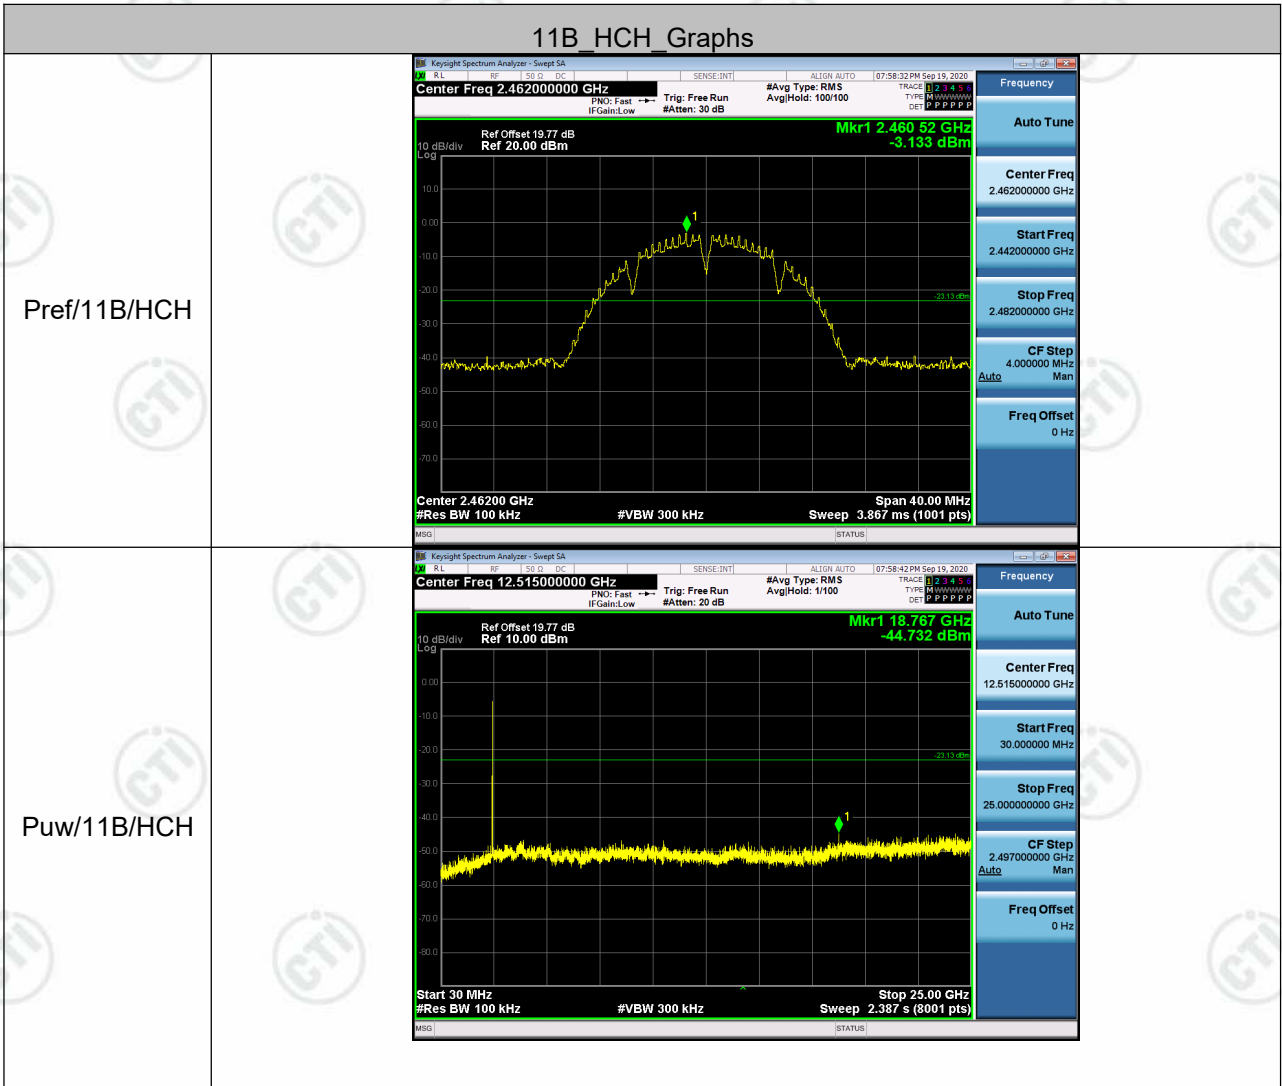 11B_HCH_Graphs
Pref/11B/HCH
Keysight Spectrum Analyzer - Swept SA
RL RF 50 Ω DC SENSE:INT ALIGN AUTO 07:58:32 PM Sep 19, 2020
Center Freq 2.462000000 GHz
PNO: Fast
IFGain:Low
Trig: Free Run
#Atten: 30 dB
#Avg Type: RMS
Avg|Hold: 100/100
TRACE 1 2 3 4 5 6
TYPE M WWWWW
DET P P P P P P
Ref Offset 19.77 dB
10 dB/div Ref 20.00 dBm
Log
Mkr1 2.460 52 GHz
-3.133 dBm
10.0
0.00
-10.0
-20.0
-30.0
-40.0
-50.0
-60.0
-70.0
1
-23.13 dBm
Center 2.46200 GHz
Span 40.00 MHz
#Res BW 100 kHz #VBW 300 kHz Sweep 3.867 ms (1001 pts)
MSG STATUS
Frequency
Auto Tune
Center Freq
2.462000000 GHz
Start Freq
2.442000000 GHz
Stop Freq
2.482000000 GHz
CF Step
4.000000 MHz
Auto Man
Freq Offset
0 Hz
Puw/11B/HCH
Keysight Spectrum Analyzer - Swept SA
RL RF 50 Ω DC SENSE:INT ALIGN AUTO 07:58:42 PM Sep 19, 2020
Center Freq 12.515000000 GHz
PNO: Fast
IFGain:Low
Trig: Free Run
#Atten: 20 dB
#Avg Type: RMS
Avg|Hold: 1/100
TRACE 1 2 3 4 5 6
TYPE M WWWWW
DET P P P P P P
Ref Offset 19.77 dB
10 dB/div Ref 10.00 dBm
Log
Mkr1 18.767 GHz
-44.732 dBm
0.00
-10.0
-20.0
-30.0
-40.0
-50.0
-60.0
-70.0
-80.0
1
-23.13 dBm
Start 30 MHz
Stop 25.00 GHz
#Res BW 100 kHz #VBW 300 kHz Sweep 2.387 s (8001 pts)
MSG STATUS
Frequency
Auto Tune
Center Freq
12.515000000 GHz
Start Freq
30.000000 MHz
Stop Freq
25.000000000 GHz
CF Step
2.497000000 GHz
Auto Man
Freq Offset
0 Hz
CTI